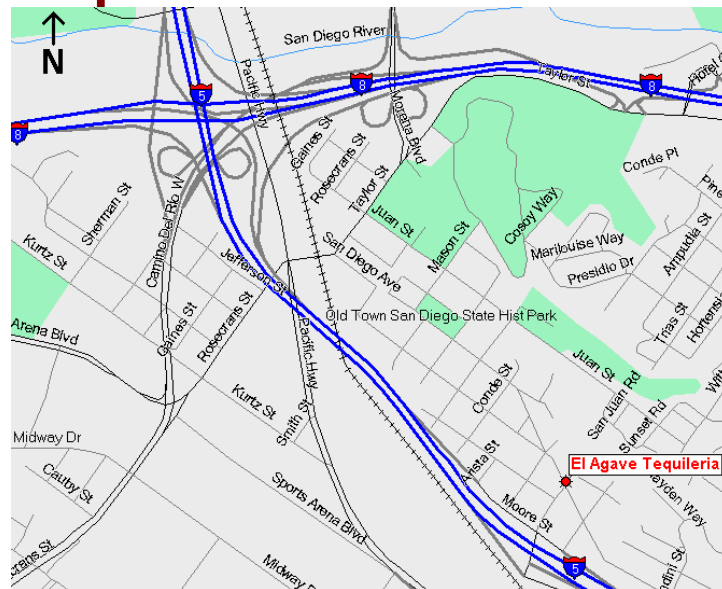 N
San Diego River
8
5
8
8
Taylor St
Pacific Hwy
Morena Blvd
Gaines St
Rosecrans St
Taylor St
Conde Pl
Juan St
Mason St
Cosoy Way
Sherman St
Camino Del Rio W
Kurtz St
San Diego Ave
Marilouise Way
Presidio Dr
Ampudia St
Jefferson St
Gaines St
Rosecrans St
Pacific Hwy
Old Town San Diego State Hist Park
Trias St
Arena Blvd
Juan St
Kurtz St
Smith St
Conde St
San Juan Rd
Sunset Rd
Midway Dr
Cauby St
Arista St
El Agave Tequileria
Sports Arena Blvd
Moore St
Way
Midway
5